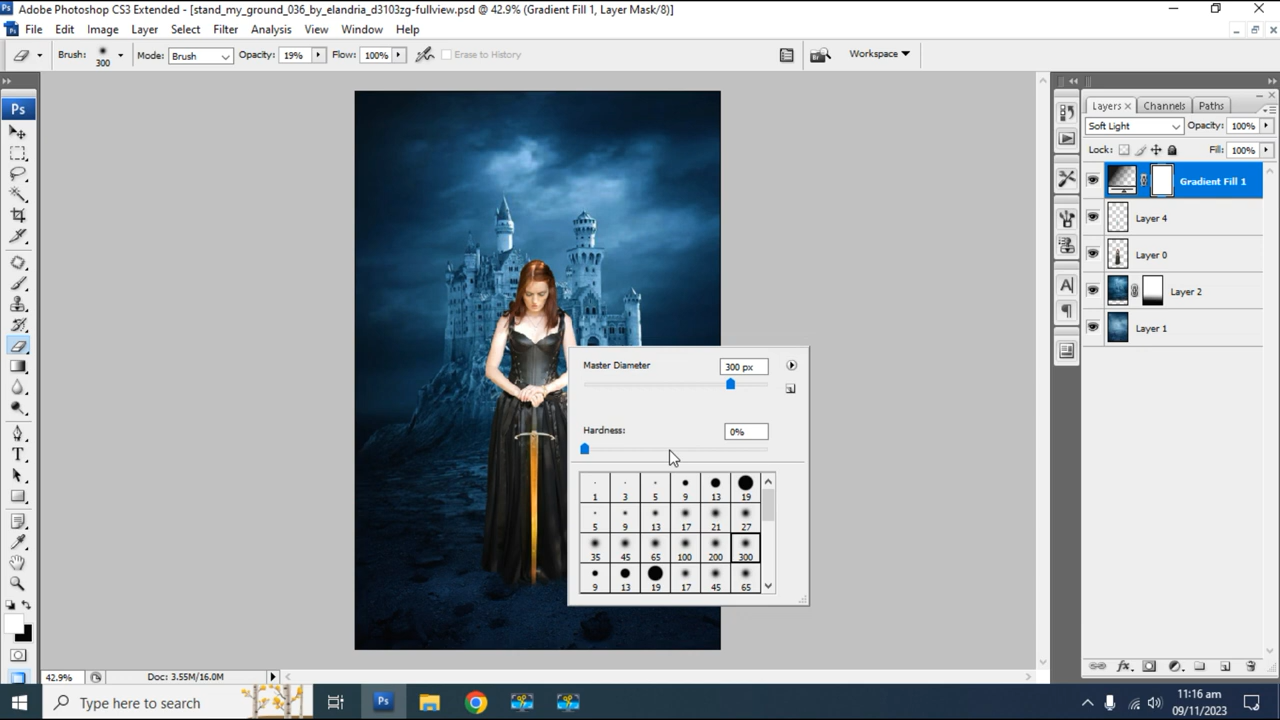 Adobe Photoshop CS3 Extended - [stand_my_ground_036_by_elandria_d3103zg-fullview.psd @ 42.9% (Gradient Fill 1, Layer Mask/8)]
File Edit Image Layer Select Filter Analysis View Window Help
Brush: 300 Mode: Brush Opacity: 19% Flow: 100% Erase to History Workspace
Ps
Layers Channels Paths
Soft Light Opacity: 100%
Lock: Fill: 100%
Gradient Fill 1
Layer 4
Layer 0
Layer 2
Layer 1
Master Diameter 300 px
Hardness: 0%
1 3 5 9 13 19
5 9 13 17 21 27
35 45 65 100 200 300
9 13 19 17 45 65
42.9% Doc: 3.55M/16.0M
Type here to search
Ps
11:16 am
09/11/2023